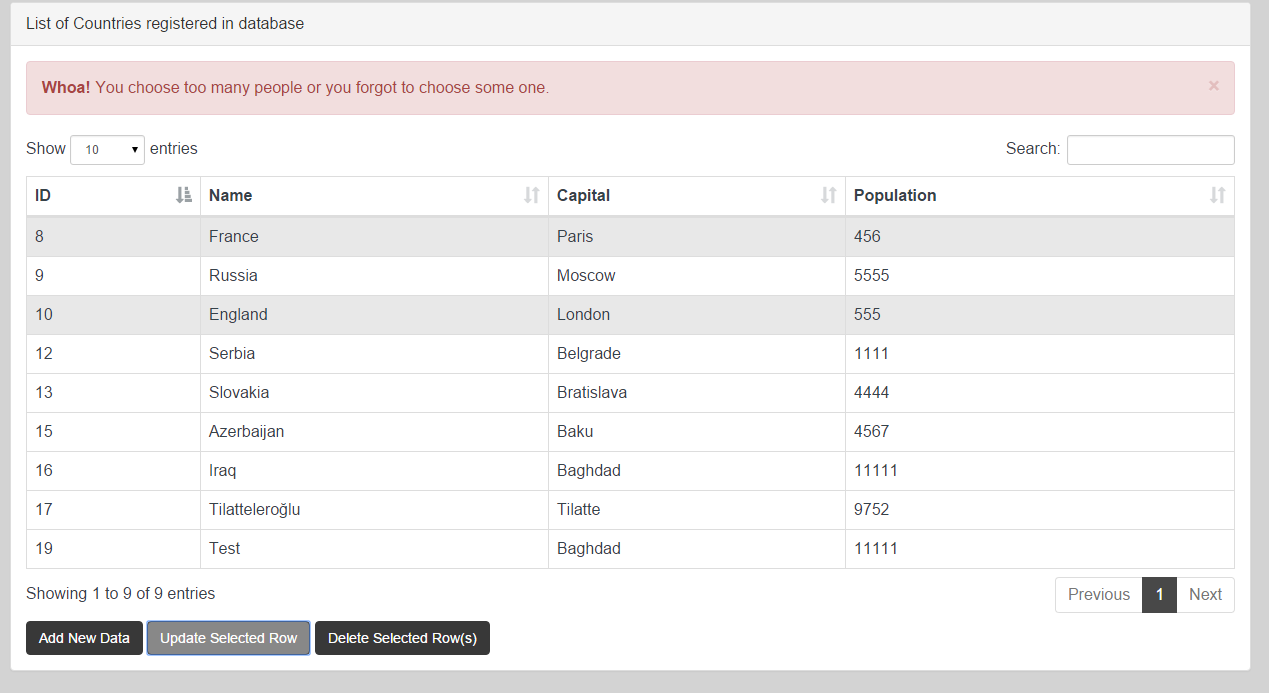 List of Countries registered in database
Whoa! You choose too many people or you forgot to choose some one. ×
Show 10 entries Search:
ID Name Capital Population
8 France Paris 456
9 Russia Moscow 5555
10 England London 555
12 Serbia Belgrade 1111
13 Slovakia Bratislava 4444
15 Azerbaijan Baku 4567
16 Iraq Baghdad 11111
17 Tilatteleroğlu Tilatte 9752
19 Test Baghdad 11111
Showing 1 to 9 of 9 entries Previous 1 Next
Add New Data Update Selected Row Delete Selected Row(s)